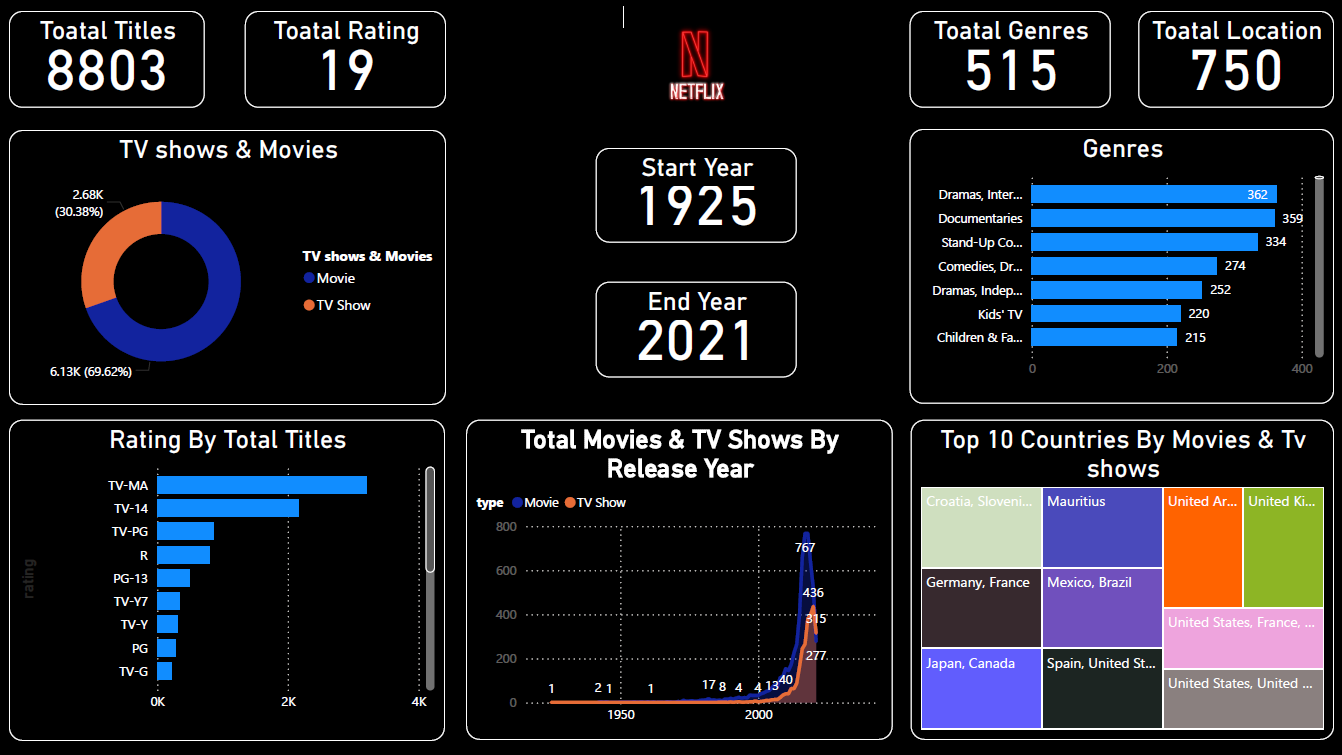 Toatal Titles
8803
Toatal Rating
19
NETFLIX
Toatal Genres
515
Toatal Location
750
TV shows & Movies
2.68K
(30.38%)
6.13K (69.62%)
TV shows & Movies
Movie
TV Show
Start Year
1925
End Year
2021
Genres
Dramas, Inter... 362
Documentaries 359
Stand-Up Co... 334
Comedies, Dr... 274
Dramas, Indep... 252
Kids' TV 220
Children & Fa... 215
0 200 400
Rating By Total Titles
rating
TV-MA
TV-14
TV-PG
R
PG-13
TV-Y7
TV-Y
PG
TV-G
0K 2K 4K
Total Movies & TV Shows By
Release Year
type Movie TV Show
800
600
400
200
0
767
436
315
277
1 2 1 1 17 8 4 4 13 40
1950 2000
Top 10 Countries By Movies & Tv
shows
Croatia, Sloveni...
Mauritius
United Ar...
United Ki...
Germany, France
Mexico, Brazil
United States, France, ...
Japan, Canada
Spain, United St...
United States, United ...